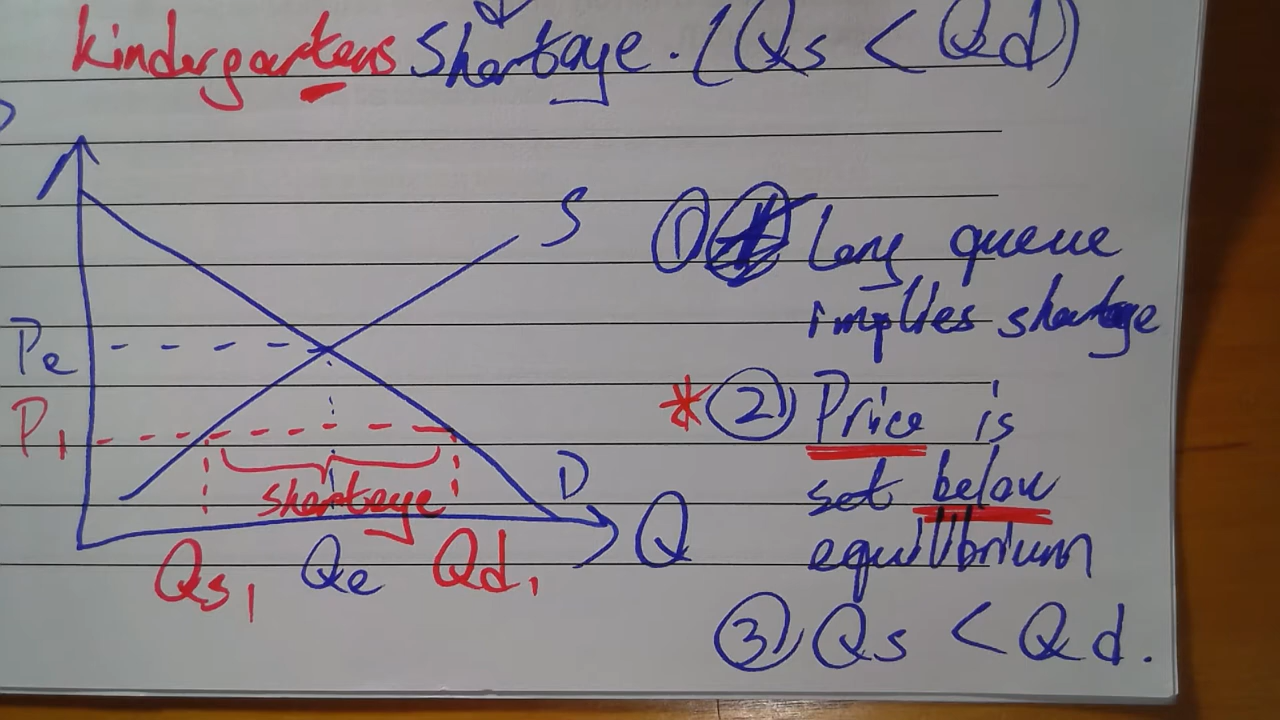 kindergartens Shortage. (Qs < Qd)
S
① Long queue
implies shortage
Pe
* ② Price is
P1
set below
D
shortage
equilibrium
Q
Qs1 Qe Qd1
③ Qs < Qd.